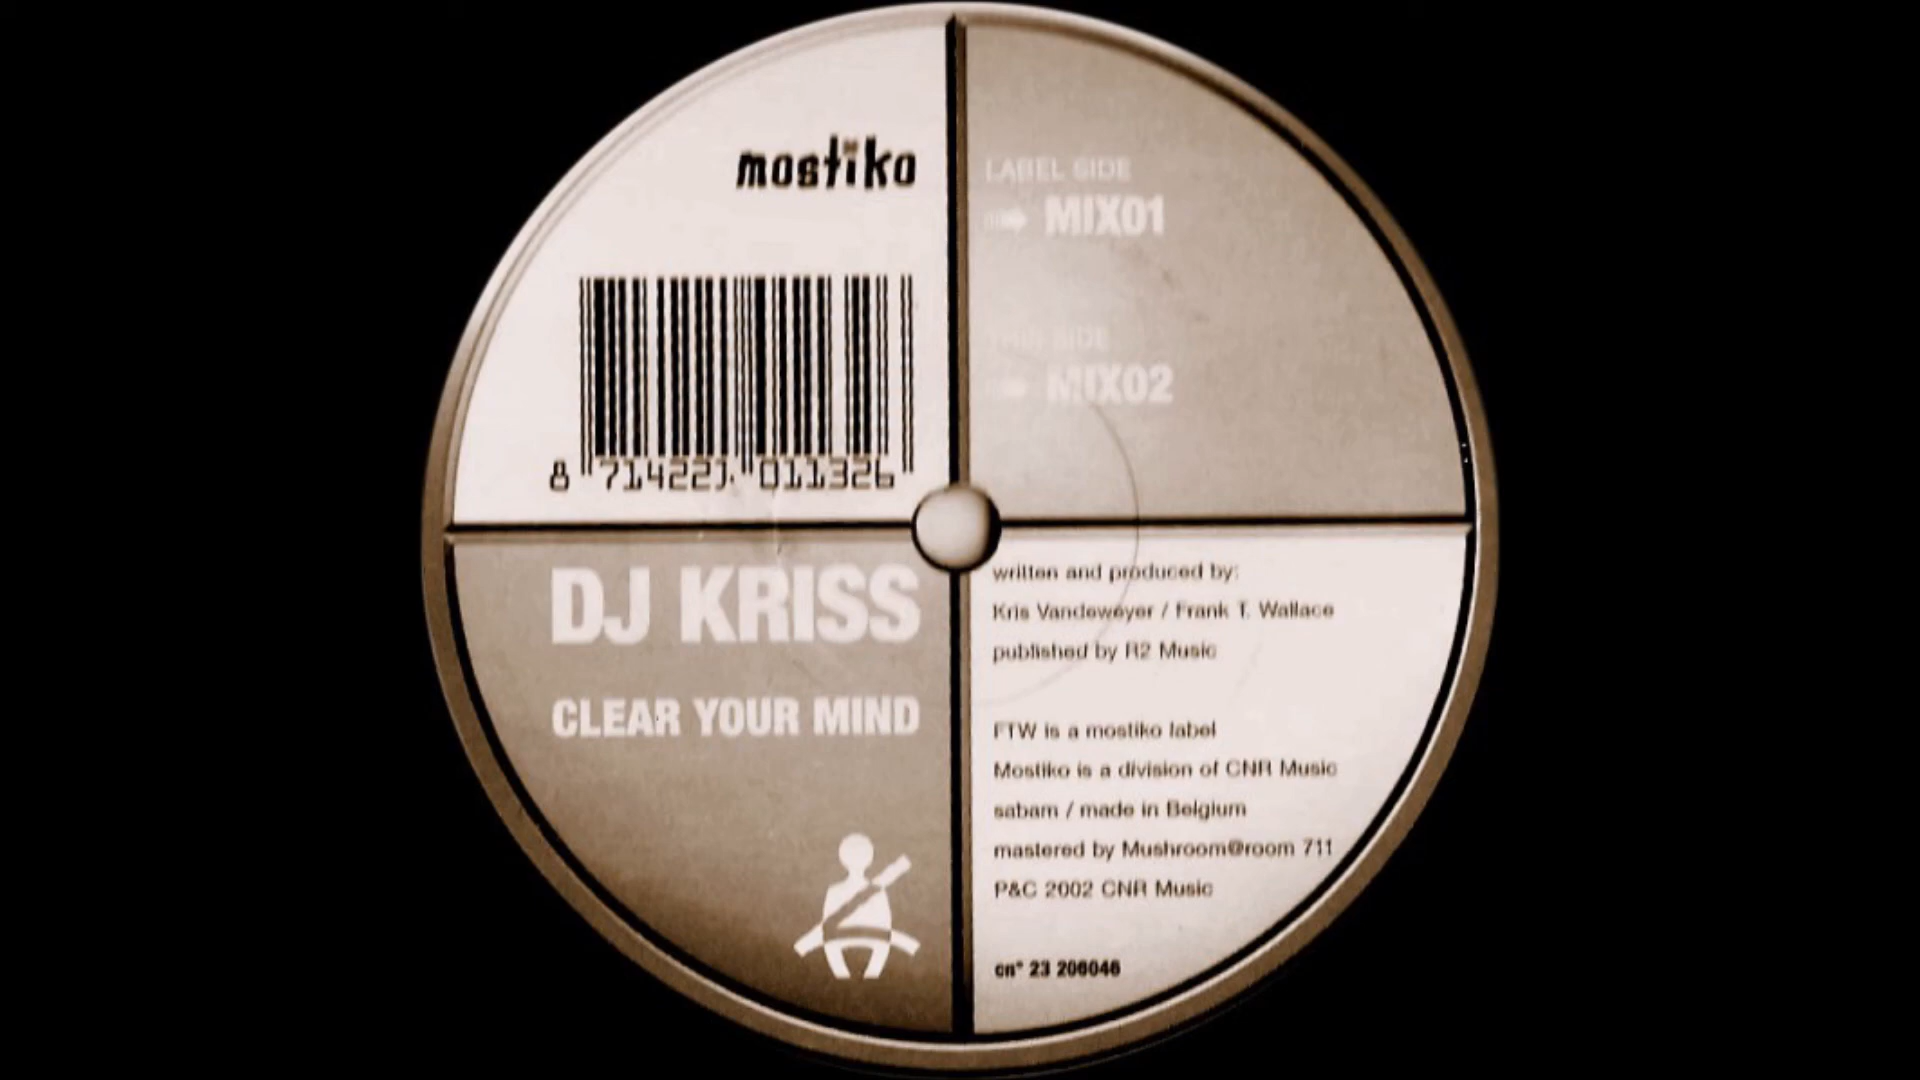 mostiko
8 714221 011326
LABEL SIDE
MIX01
SIDE
MIX02
DJ KRISS
CLEAR YOUR MIND
written and produced by:
Kris Vandeweyer / Frank T. Wallace
published by R2 Music
FTW is a mostiko label
Mostiko is a division of CNR Music
sabam / made in Belgium
mastered by Mushroom@room 711
P&C 2002 CNR Music
cn° 23 206046